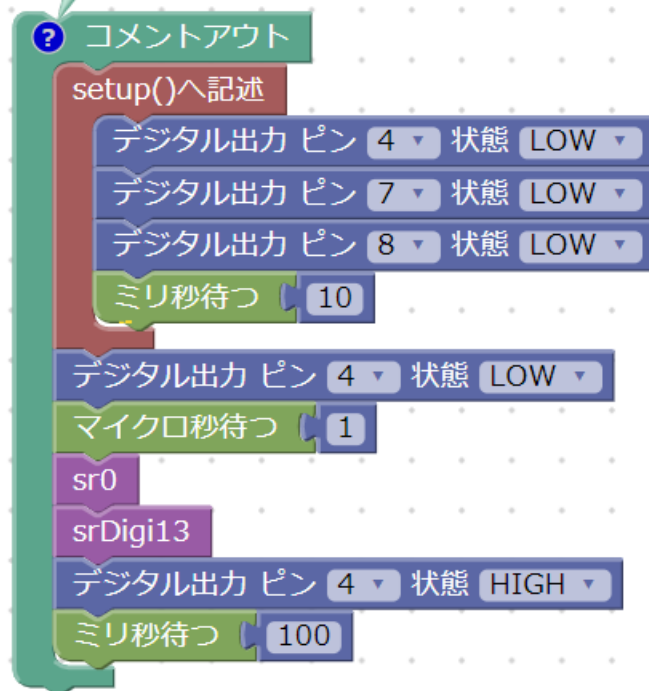 ? コメントアウト
setup()へ記述
デジタル出力 ピン 4 状態 LOW
デジタル出力 ピン 7 状態 LOW
デジタル出力 ピン 8 状態 LOW
ミリ秒待つ 10
デジタル出力 ピン 4 状態 LOW
マイクロ秒待つ 1
sr0
srDigi13
デジタル出力 ピン 4 状態 HIGH
ミリ秒待つ 100